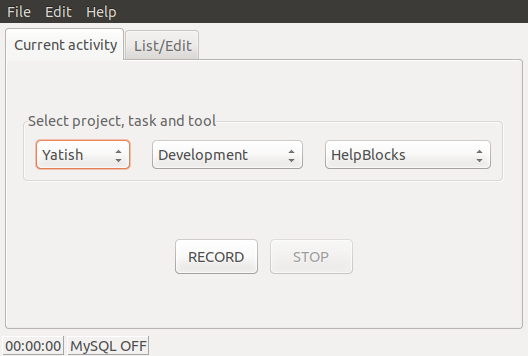 File Edit Help
Current activity List/Edit
Select project, task and tool
Yatish Development HelpBlocks
RECORD STOP
00:00:00 MySQL OFF